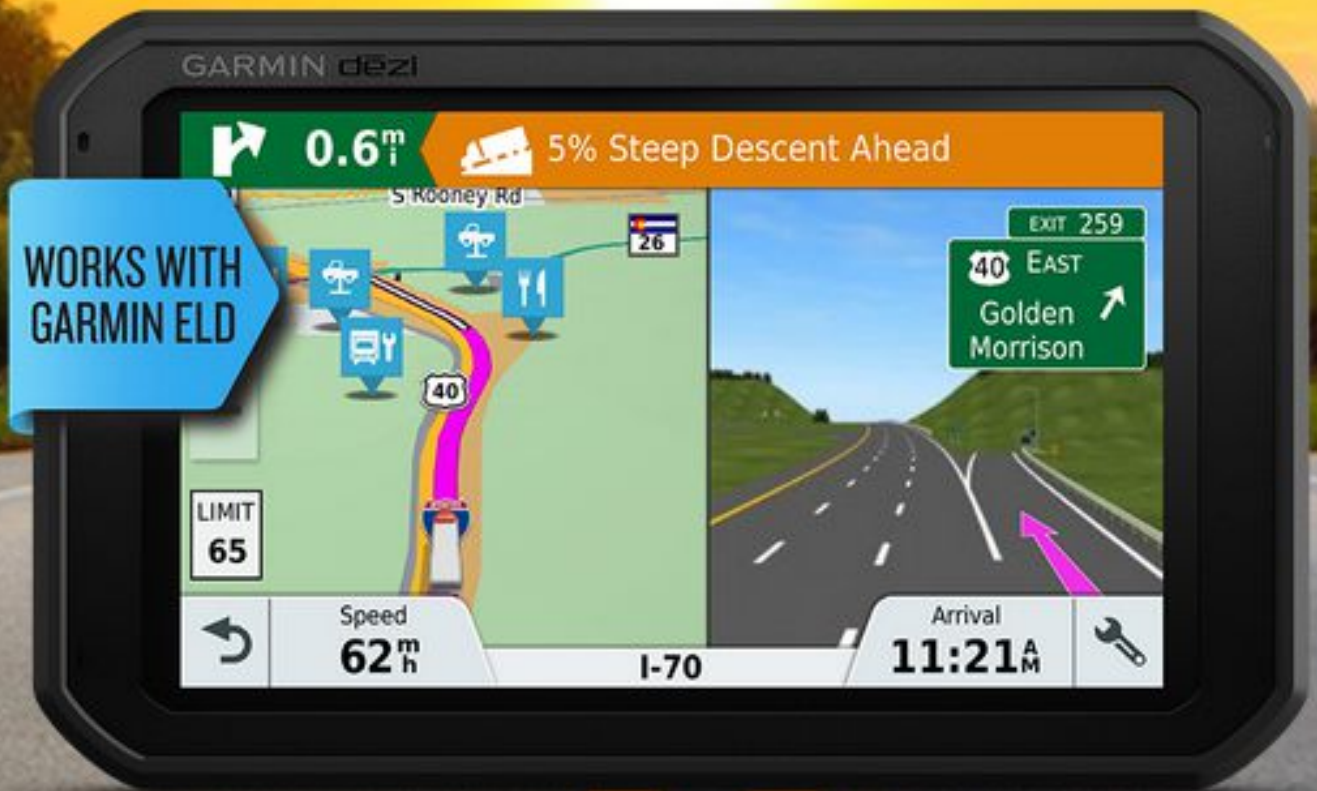 GARMIN dēzl
0.6 mi
5% Steep Descent Ahead
S Rooney Rd
26
EXIT 259
40 EAST
Golden
Morrison
WORKS WITH
GARMIN ELD
40
LIMIT
65
Speed
62 mh
I-70
Arrival
11:21 AM